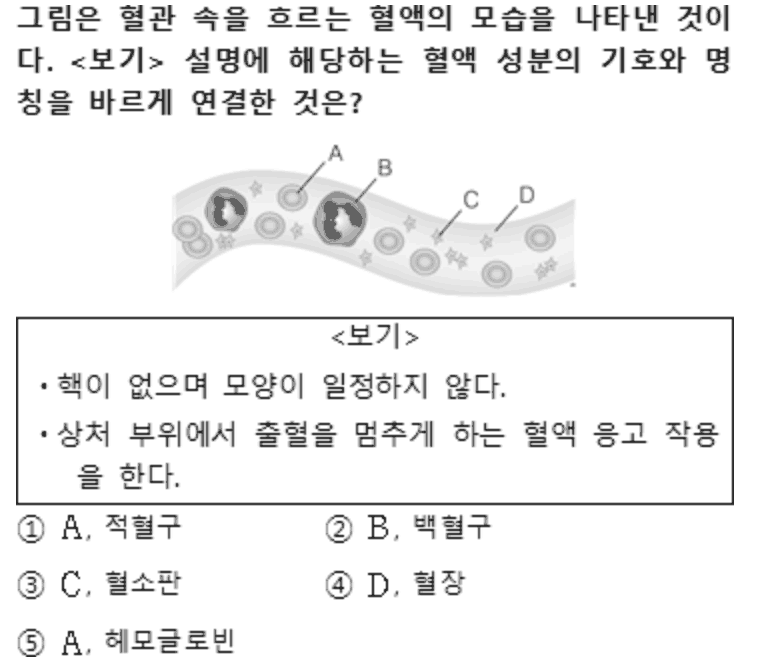 그림은 혈관 속을 흐르는 혈액의 모습을 나타낸 것이
다. <보기> 설명에 해당하는 혈액 성분의 기호와 명
칭을 바르게 연결한 것은?
A
B
C
D
<보기>
・핵이 없으며 모양이 일정하지 않다.
・상처 부위에서 출혈을 멈추게 하는 혈액 응고 작용
을 한다.
① A, 적혈구 ② B, 백혈구
③ C, 혈소판 ④ D, 혈장
⑤ A, 헤모글로빈